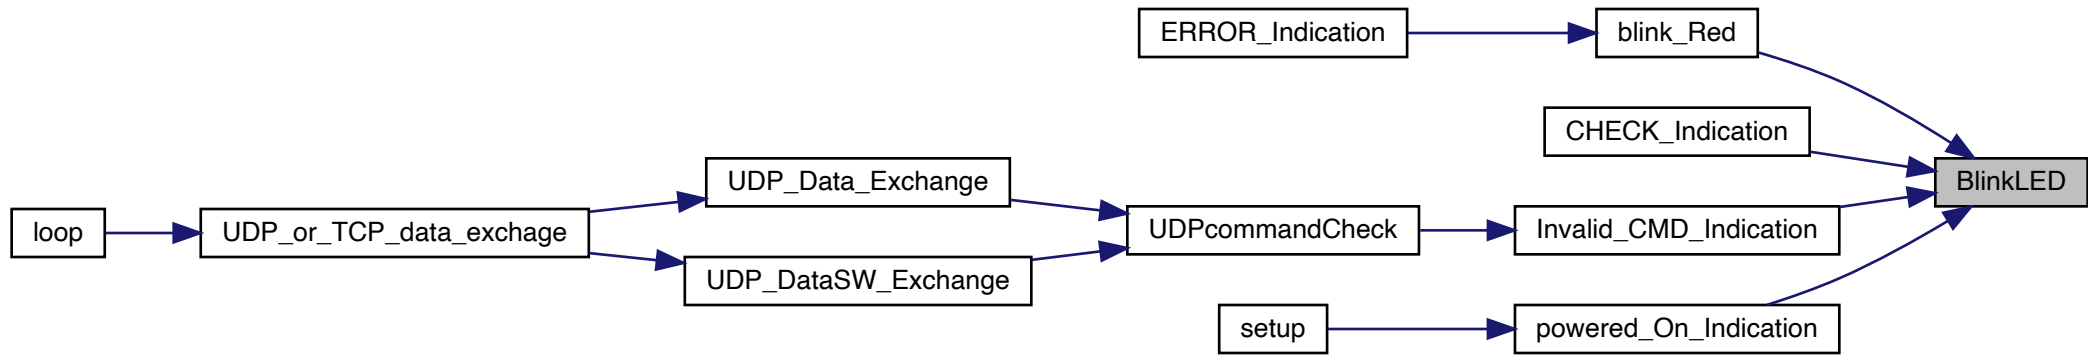 ERROR_Indication
blink_Red
CHECK_Indication
BlinkLED
UDP_Data_Exchange
loop
UDP_or_TCP_data_exchage
UDPcommandCheck
Invalid_CMD_Indication
UDP_DataSW_Exchange
setup
powered_On_Indication